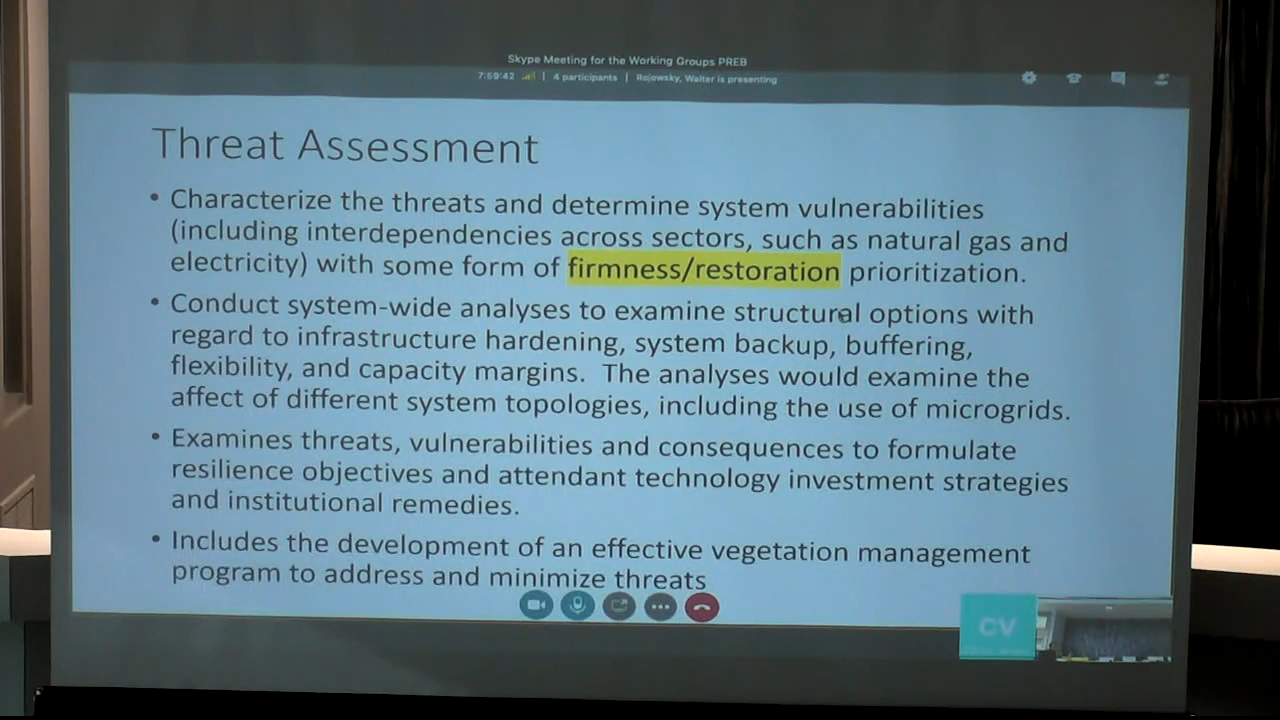 Skype Meeting for the Working Groups PREB
7:59:42 | 4 participants | Rojowsky, Walter is presenting
Threat Assessment
• Characterize the threats and determine system vulnerabilities
(including interdependencies across sectors, such as natural gas and
electricity) with some form of firmness/restoration prioritization.
• Conduct system-wide analyses to examine structural options with
regard to infrastructure hardening, system backup, buffering,
flexibility, and capacity margins. The analyses would examine the
affect of different system topologies, including the use of microgrids.
• Examines threats, vulnerabilities and consequences to formulate
resilience objectives and attendant technology investment strategies
and institutional remedies.
• Includes the development of an effective vegetation management
program to address and minimize threats
CV